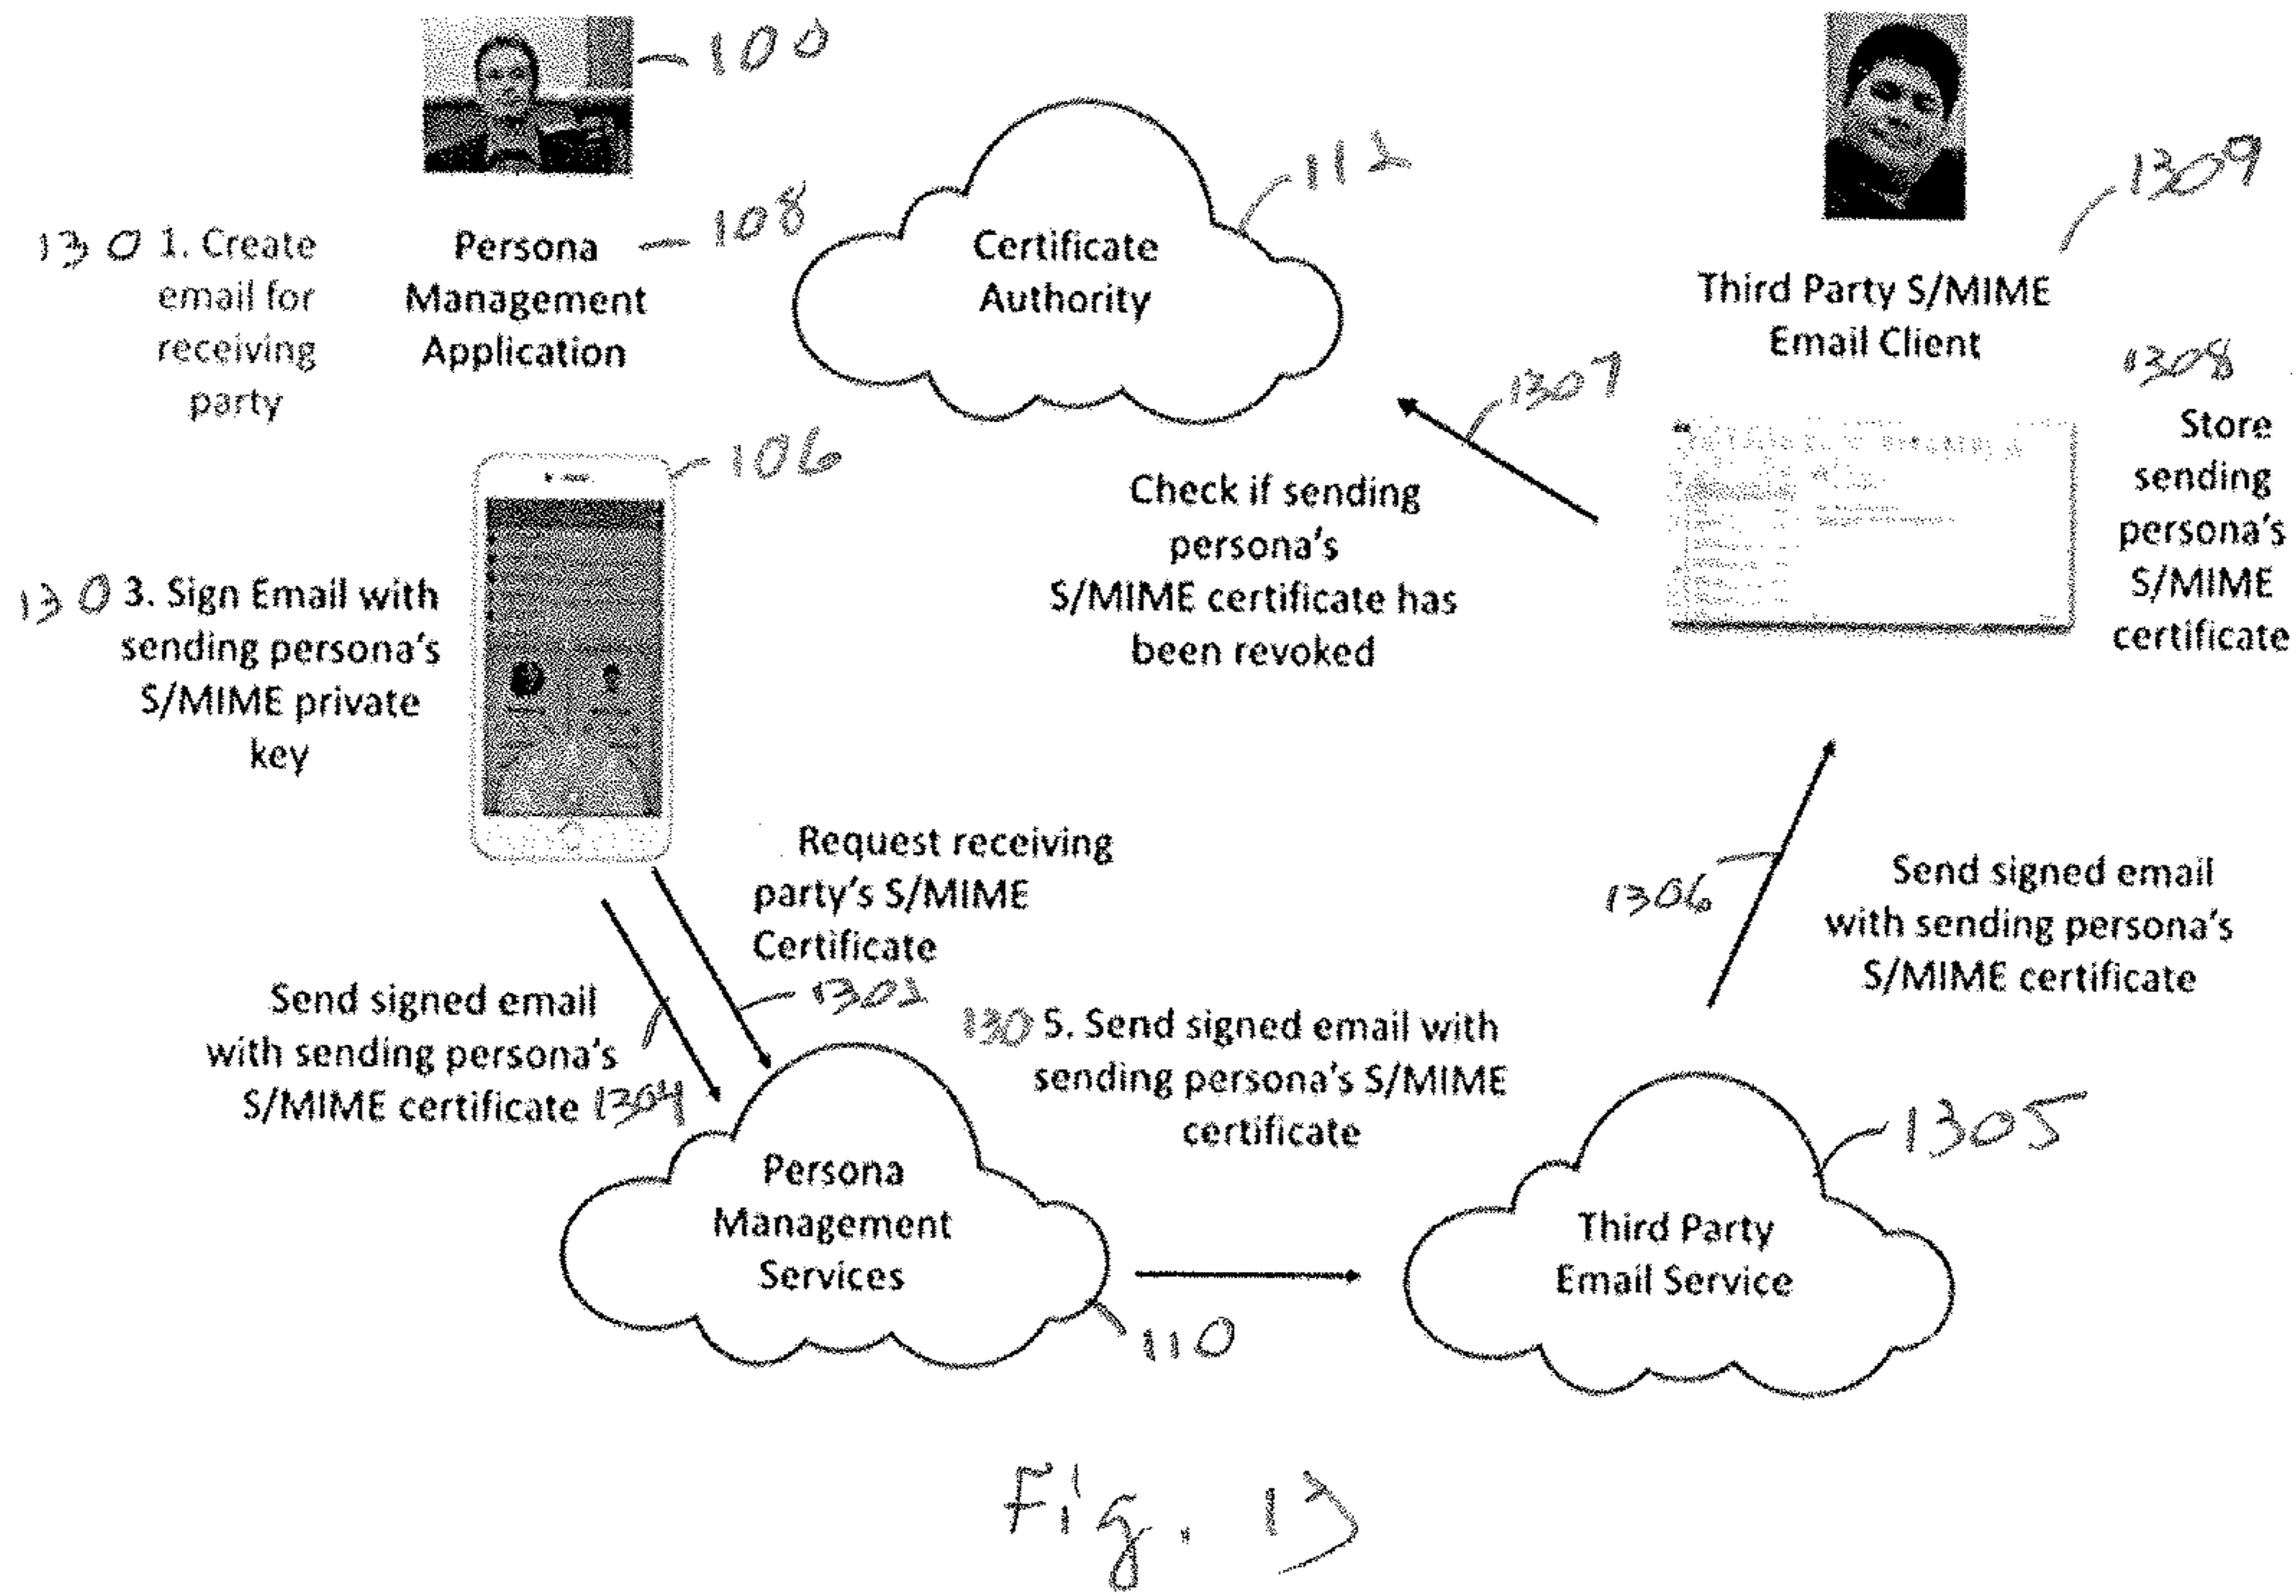 100
1301. Create
email for
receiving
party
Persona
Management
Application
108
Certificate
Authority
112
1309
Third Party S/MIME
Email Client
1308
Store
sending
persona's
S/MIME
certificate
1307
Check if sending
persona's
S/MIME certificate has
been revoked
106
1303. Sign Email with
sending persona's
S/MIME private
key
Request receiving
party's S/MIME
Certificate
1302
Send signed email
with sending persona's
S/MIME certificate 1304
1305. Send signed email with
sending persona's S/MIME
certificate
1306
Send signed email
with sending persona's
S/MIME certificate
Persona
Management
Services
110
Third Party
Email Service
1305
Fig. 13